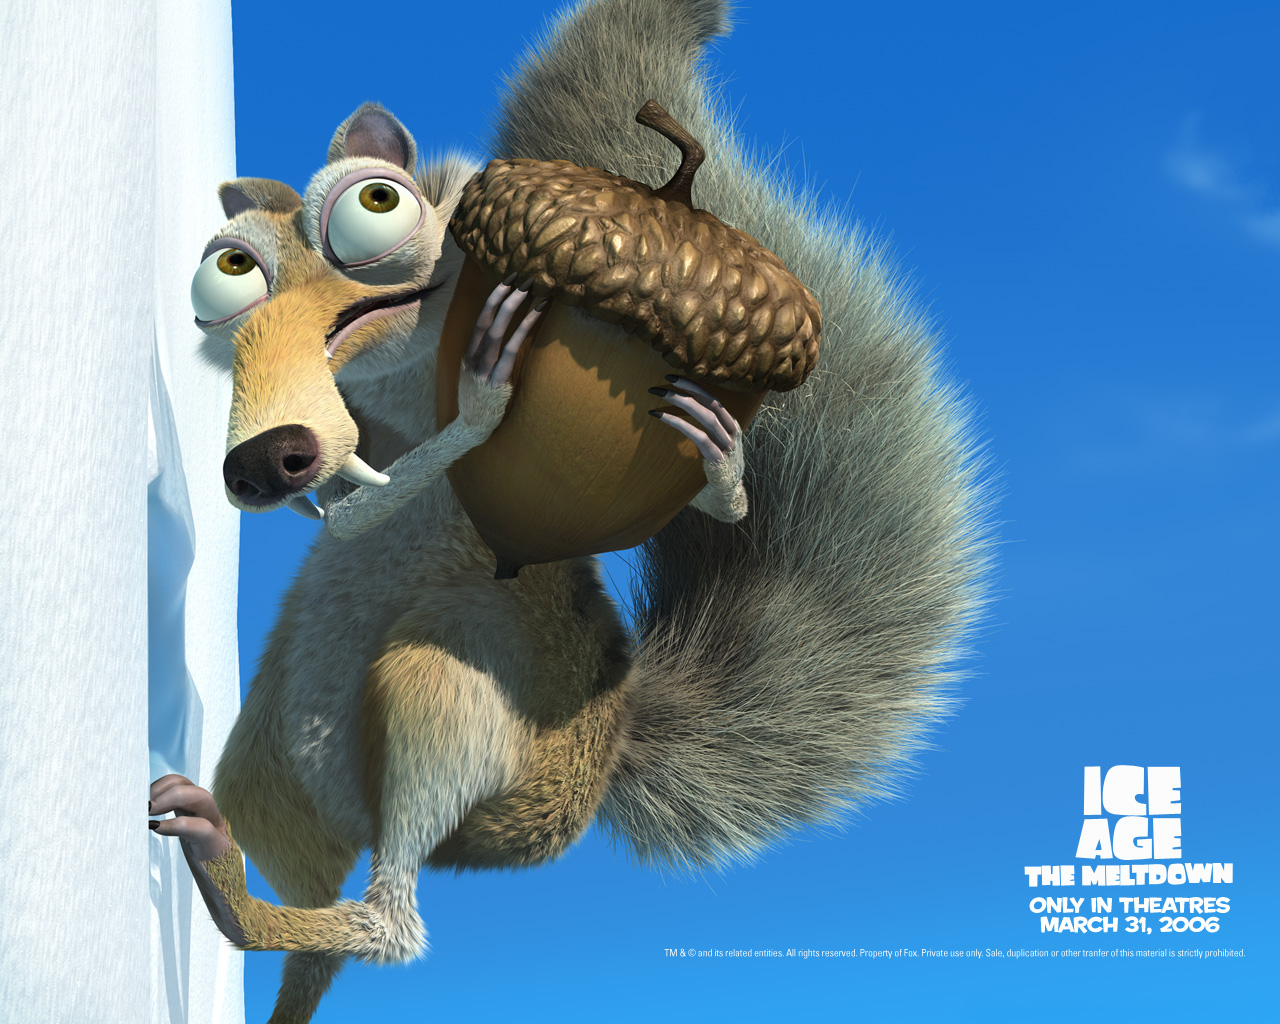 ICE
AGE
THE MELTDOWN
ONLY IN THEATRES
MARCH 31, 2006
TM & © and its related entities. All rights reserved. Property of Fox. Private use only. Sale, duplication or other tranfer of this material is strictly prohibited.